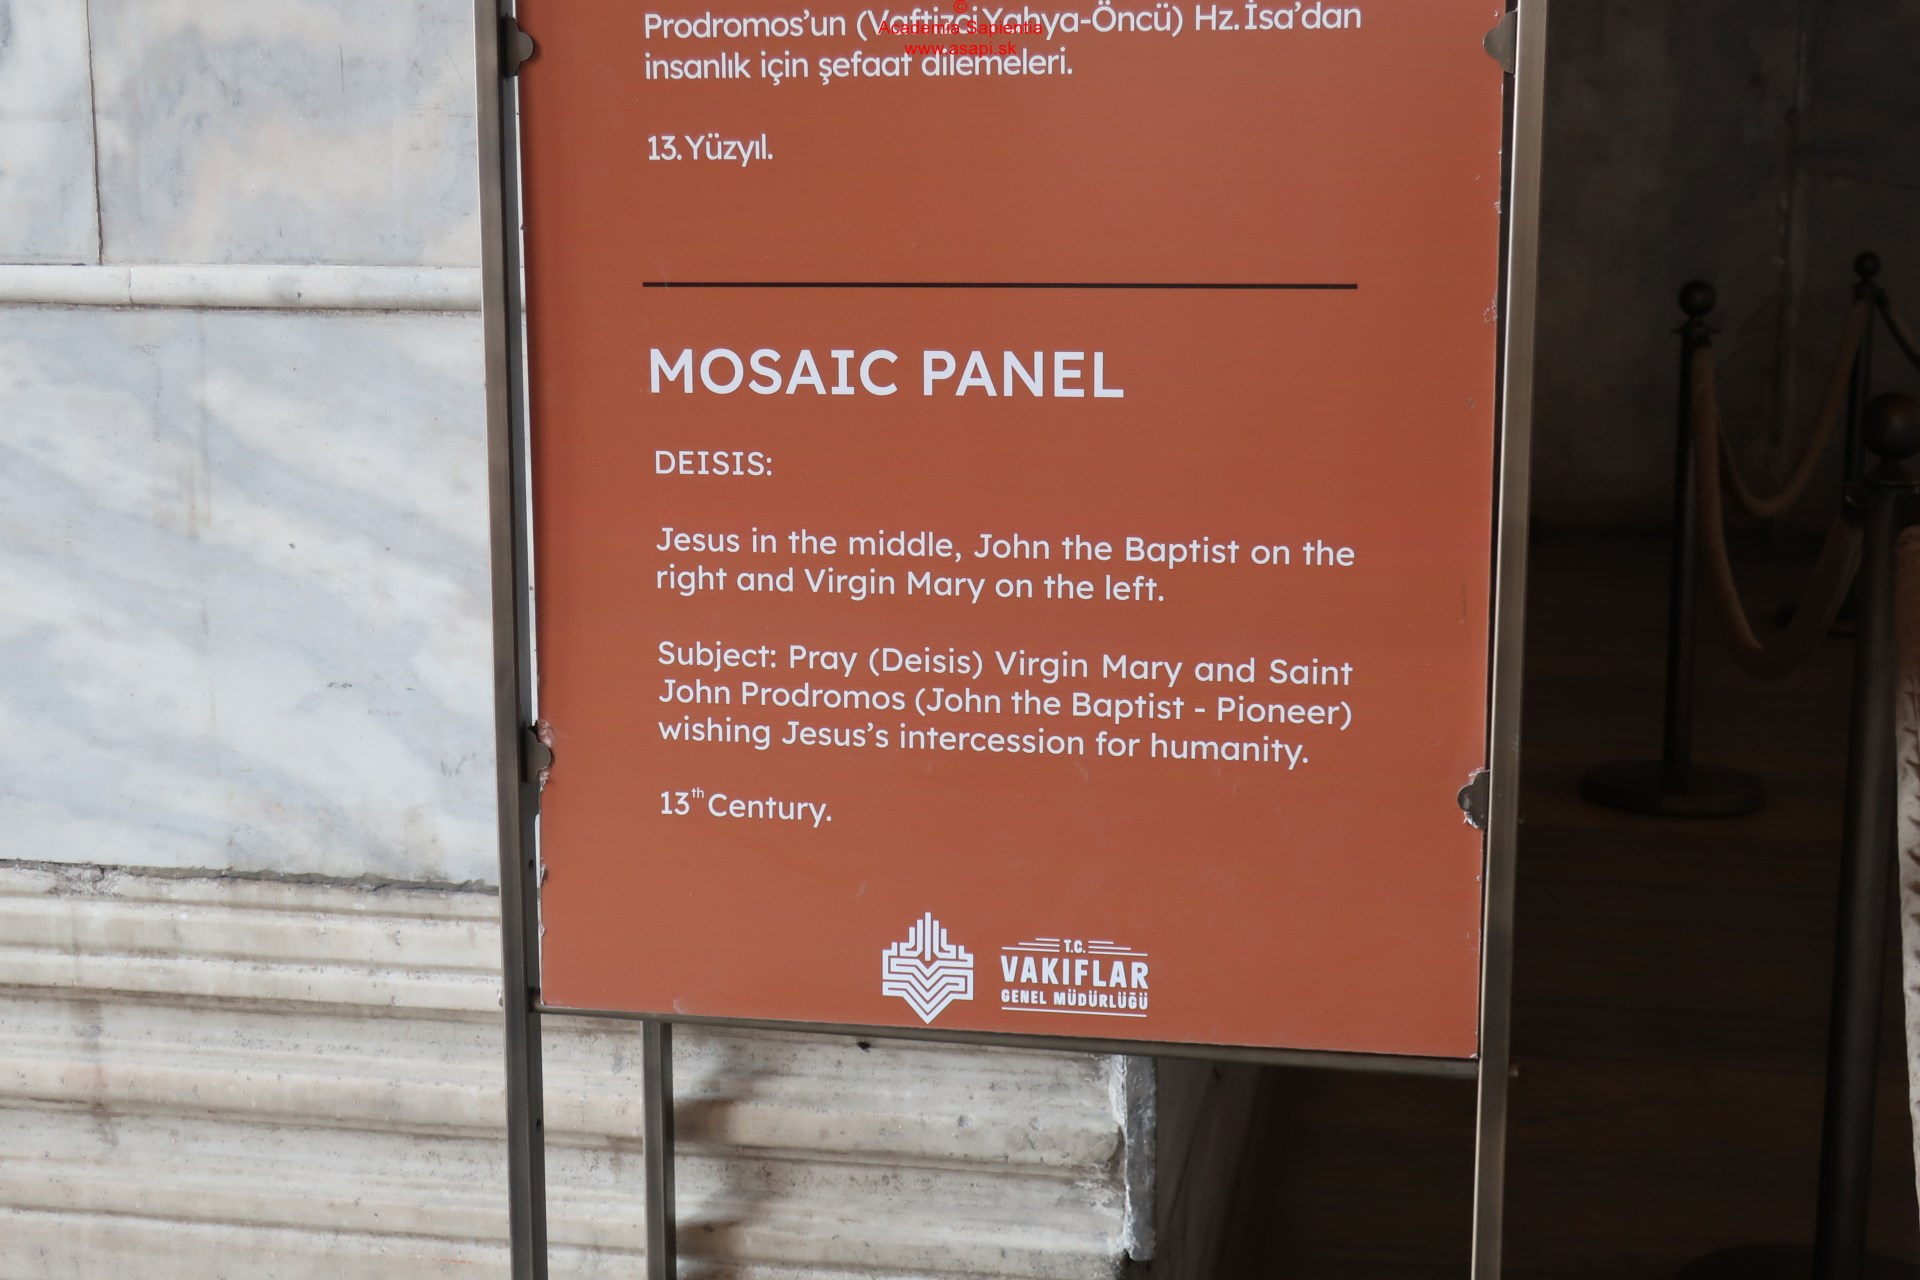 Prodromos'un (Vaftizci Yahya-Öncü) Hz. İsa'dan
insanlık için şefaat dilemeleri.
13. Yüzyıl.
MOSAIC PANEL
DEISIS:
Jesus in the middle, John the Baptist on the
right and Virgin Mary on the left.
Subject: Pray (Deisis) Virgin Mary and Saint
John Prodromos (John the Baptist - Pioneer)
wishing Jesus's intercession for humanity.
13th Century.
T.C.
VAKIFLAR
GENEL MÜDÜRLÜĞÜ
©
Academia Sapientia
www.asapi.sk